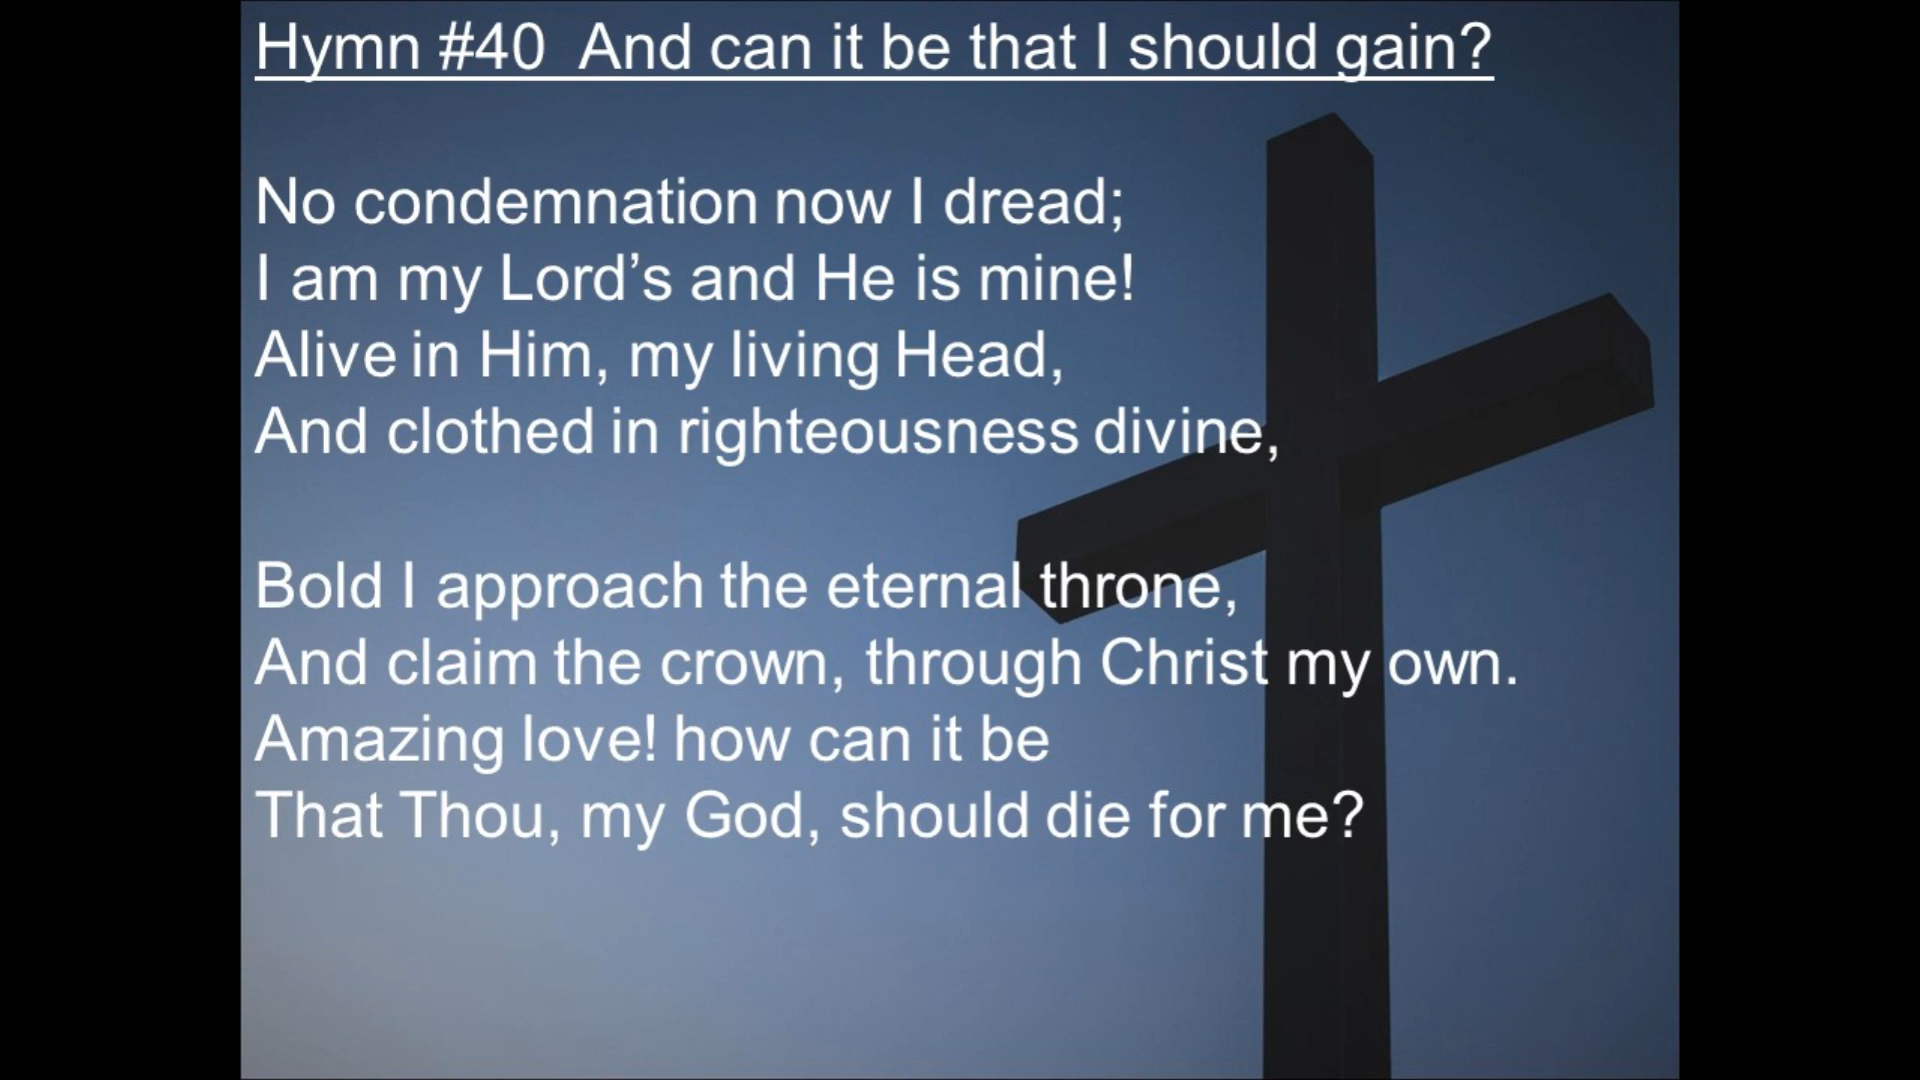 Hymn #40  And can it be that I should gain?
No condemnation now I dread;
I am my Lord’s and He is mine!
Alive in Him, my living Head,
And clothed in righteousness divine,
Bold I approach the eternal throne,
And claim the crown, through Christ my own.
Amazing love! how can it be
That Thou, my God, should die for me?